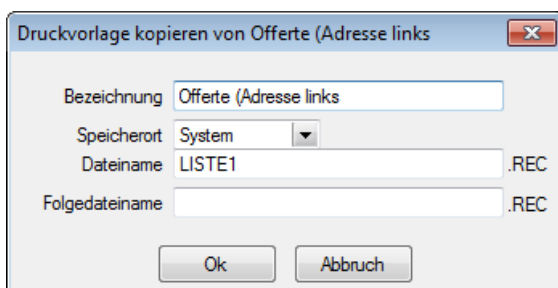 Druckvorlage kopieren von Offerte (Adresse links
Bezeichnung Offerte (Adresse links
Speicherort System
Dateiname LISTE1 .REC
Folgedateiname .REC
Ok Abbruch